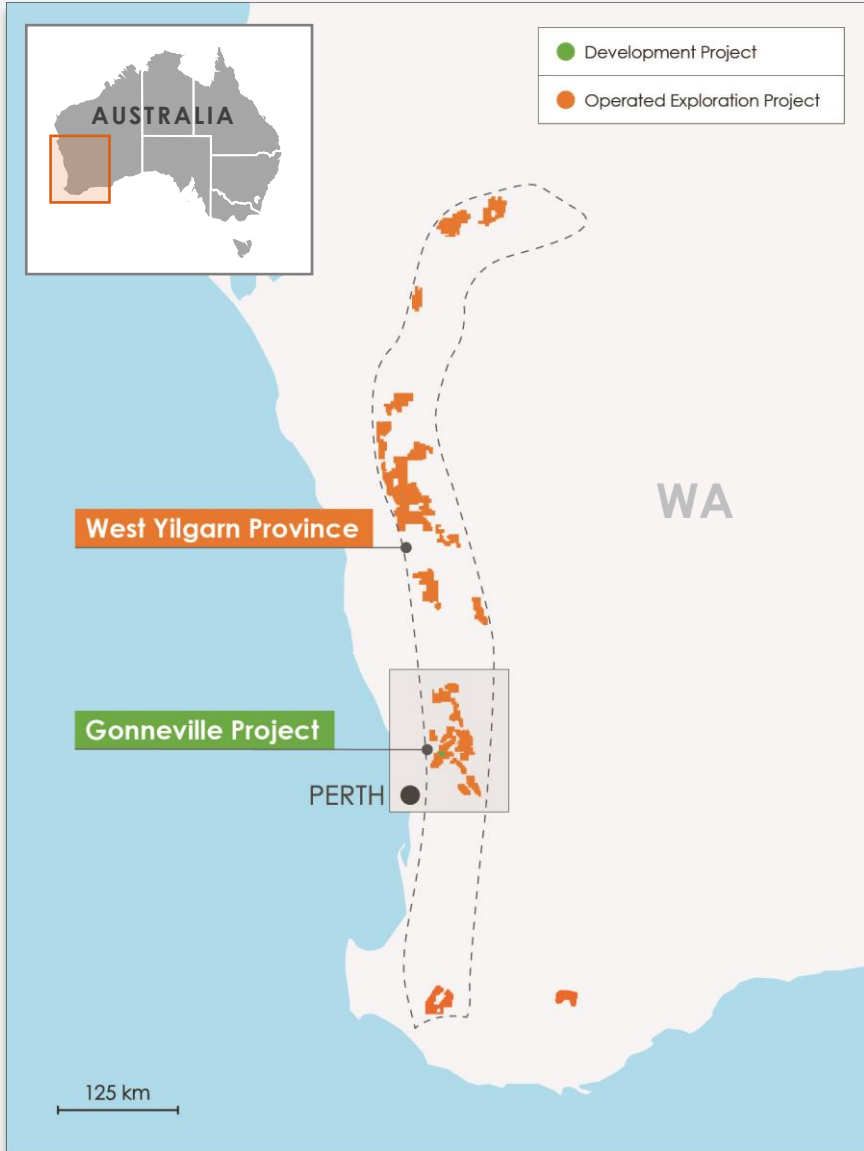 AUSTRALIA
Development Project
Operated Exploration Project
WA
West Yilgarn Province
Gonneville Project
PERTH
125 km